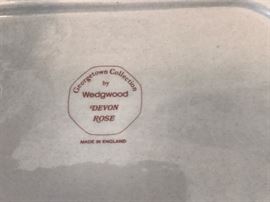 Georgetown Collection
by
Wedgwood
DEVON
ROSE
MADE IN ENGLAND